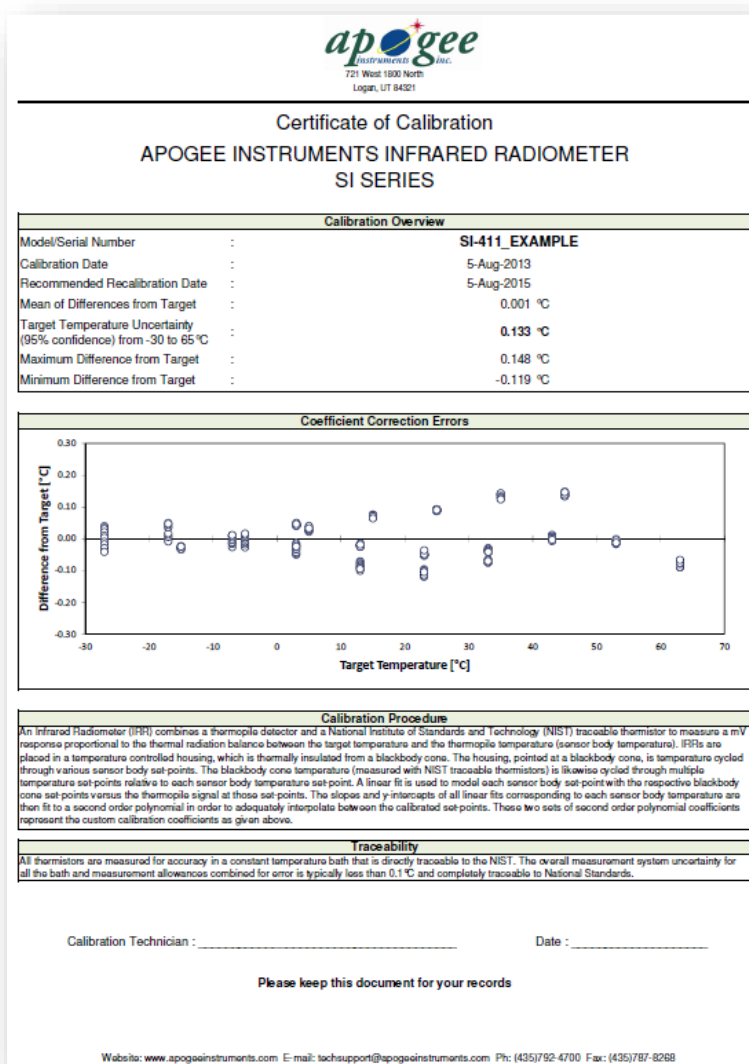 apogee
instruments inc.
721 West 1800 North
Logan, UT 84321
Certificate of Calibration
APOGEE INSTRUMENTS INFRARED RADIOMETER
SI SERIES
Calibration Overview
Model/Serial Number : SI-411_EXAMPLE
Calibration Date : 5-Aug-2013
Recommended Recalibration Date : 5-Aug-2015
Mean of Differences from Target : 0.001 ºC
Target Temperature Uncertainty
(95% confidence) from -30 to 65ºC : 0.133 ºC
Maximum Difference from Target : 0.148 ºC
Minimum Difference from Target : -0.119 ºC
Coefficient Correction Errors
Difference from Target [°C]
0.30
0.20
0.10
0.00
-0.10
-0.20
-0.30
-30 -20 -10 0 10 20 30 40 50 60 70
Target Temperature [°C]
Calibration Procedure
An Infrared Radiometer (IRR) combines a thermopile detector and a National Institute of Standards and Technology (NIST) traceable thermistor to measure a mV
response proportional to the thermal radiation balance between the target temperature and the thermopile temperature (sensor body temperature). IRRs are
placed in a temperature controlled housing, which is thermally insulated from a blackbody cone. The housing, pointed at a blackbody cone, is temperature cycled
through various sensor body set-points. The blackbody cone temperature (measured with NIST traceable thermistors) is likewise cycled through multiple
temperature set-points relative to each sensor body temperature set-point. A linear fit is used to model each sensor body set-point with the respective blackbody
cone set-points versus the thermopile signal at those set-points. The slopes and y-intercepts of all linear fits corresponding to each sensor body temperature are
then fit to a second order polynomial in order to adequately interpolate between the calibrated set-points. These two sets of second order polynomial coefficients
represent the custom calibration coefficients as given above.
Traceability
All thermistors are measured for accuracy in a constant temperature bath that is directly traceable to the NIST. The overall measurement system uncertainty for
all the bath and measurement allowances combined for error is typically less than 0.1 ºC and completely traceable to National Standards.
Calibration Technician : ____________________ Date : ____________________
Please keep this document for your records
Website: www.apogeeinstruments.com E-mail: techsupport@apogeeinstruments.com Ph: (435)792-4700 Fax: (435)787-8268